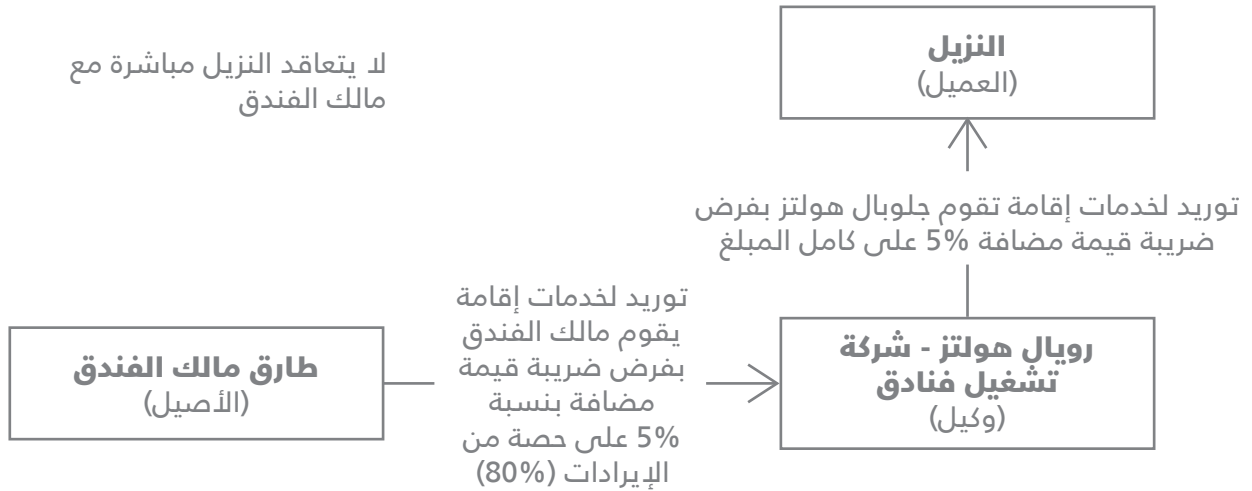 النزيل
(العميل)
لا يتعاقد النزيل مباشرة مع
مالك الفندق
توريد لخدمات إقامة تقوم جلوبال هولتز بفرض
ضريبة قيمة مضافة 5% على كامل المبلغ
رويال هولتز - شركة
تشغيل فنادق
(وكيل)
توريد لخدمات إقامة
يقوم مالك الفندق
بفرض ضريبة قيمة
مضافة بنسبة
5% على حصة من
الإيرادات (80%)
طارق مالك الفندق
(الأصيل)